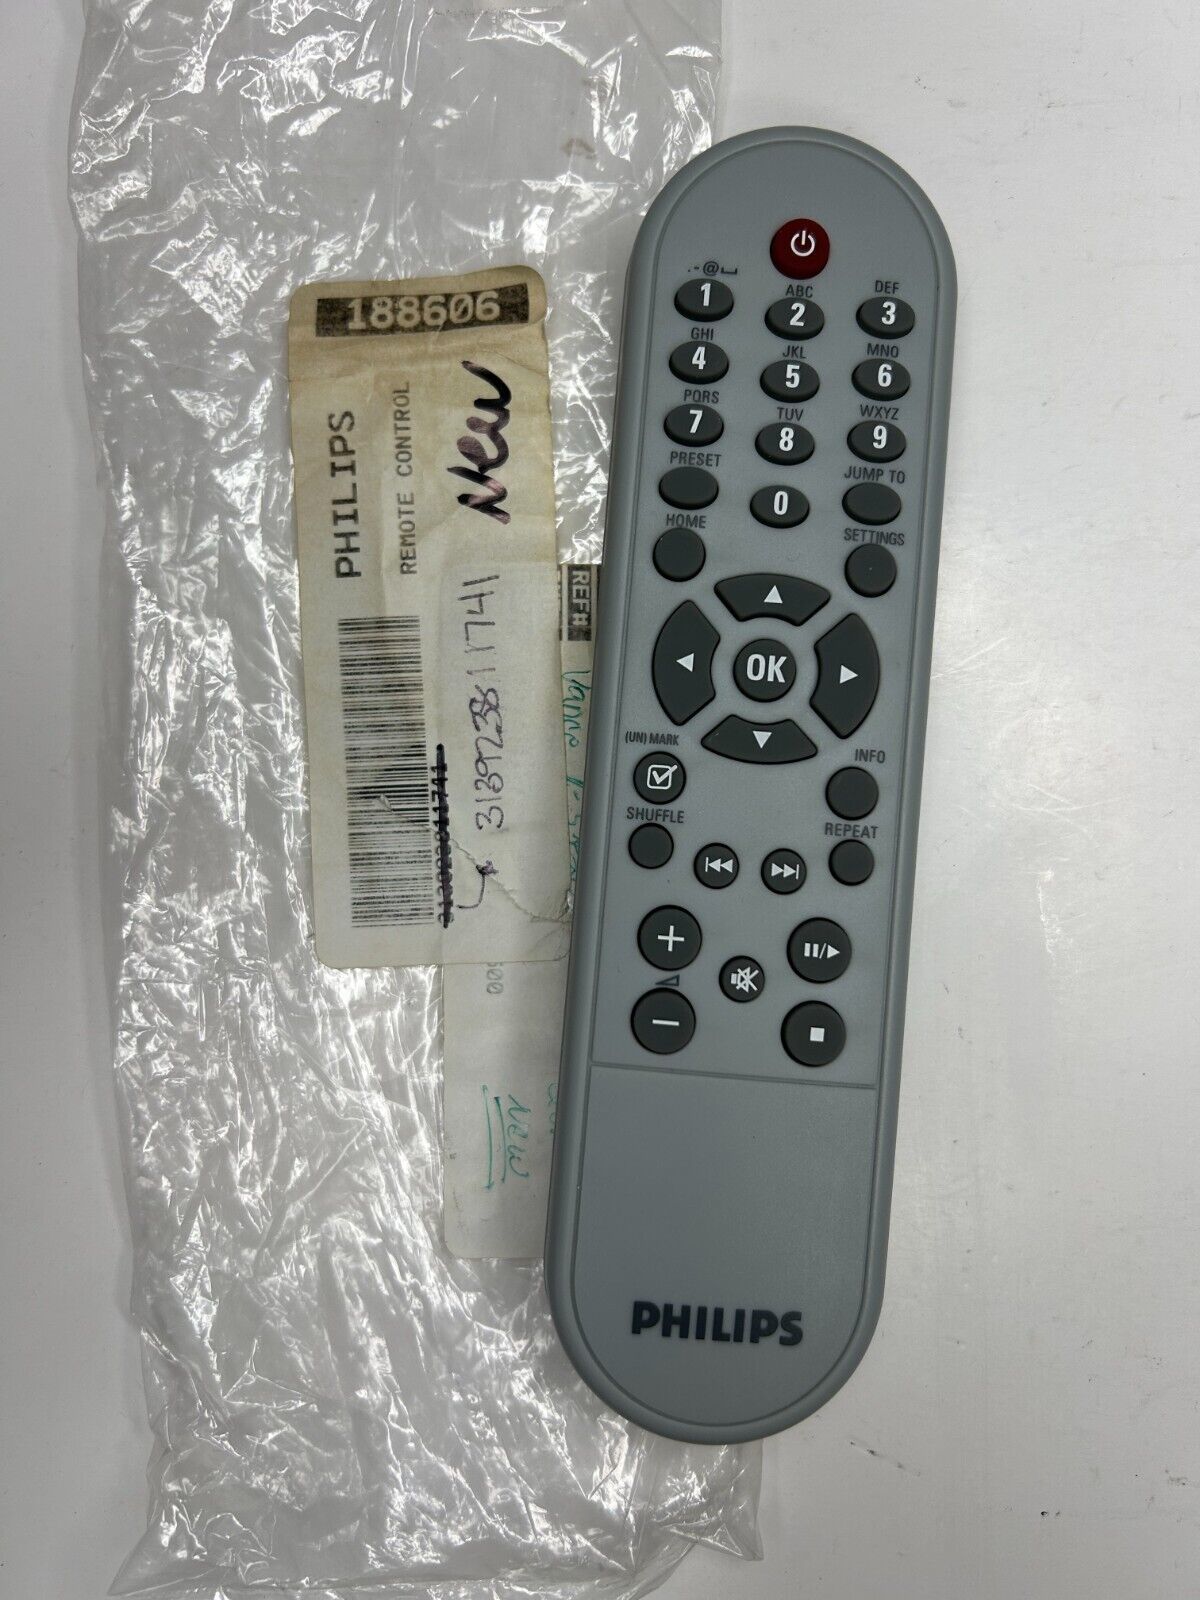 188606
PHILIPS
REMOTE CONTROL
New
313923811741
REF#
New
.-@
1
ABC
2
DEF
3
GHI
4
JKL
5
MNO
6
PQRS
7
TUV
8
WXYZ
9
PRESET
0
JUMP TO
HOME
SETTINGS
OK
(UN) MARK
INFO
SHUFFLE
REPEAT
+
−
PHILIPS